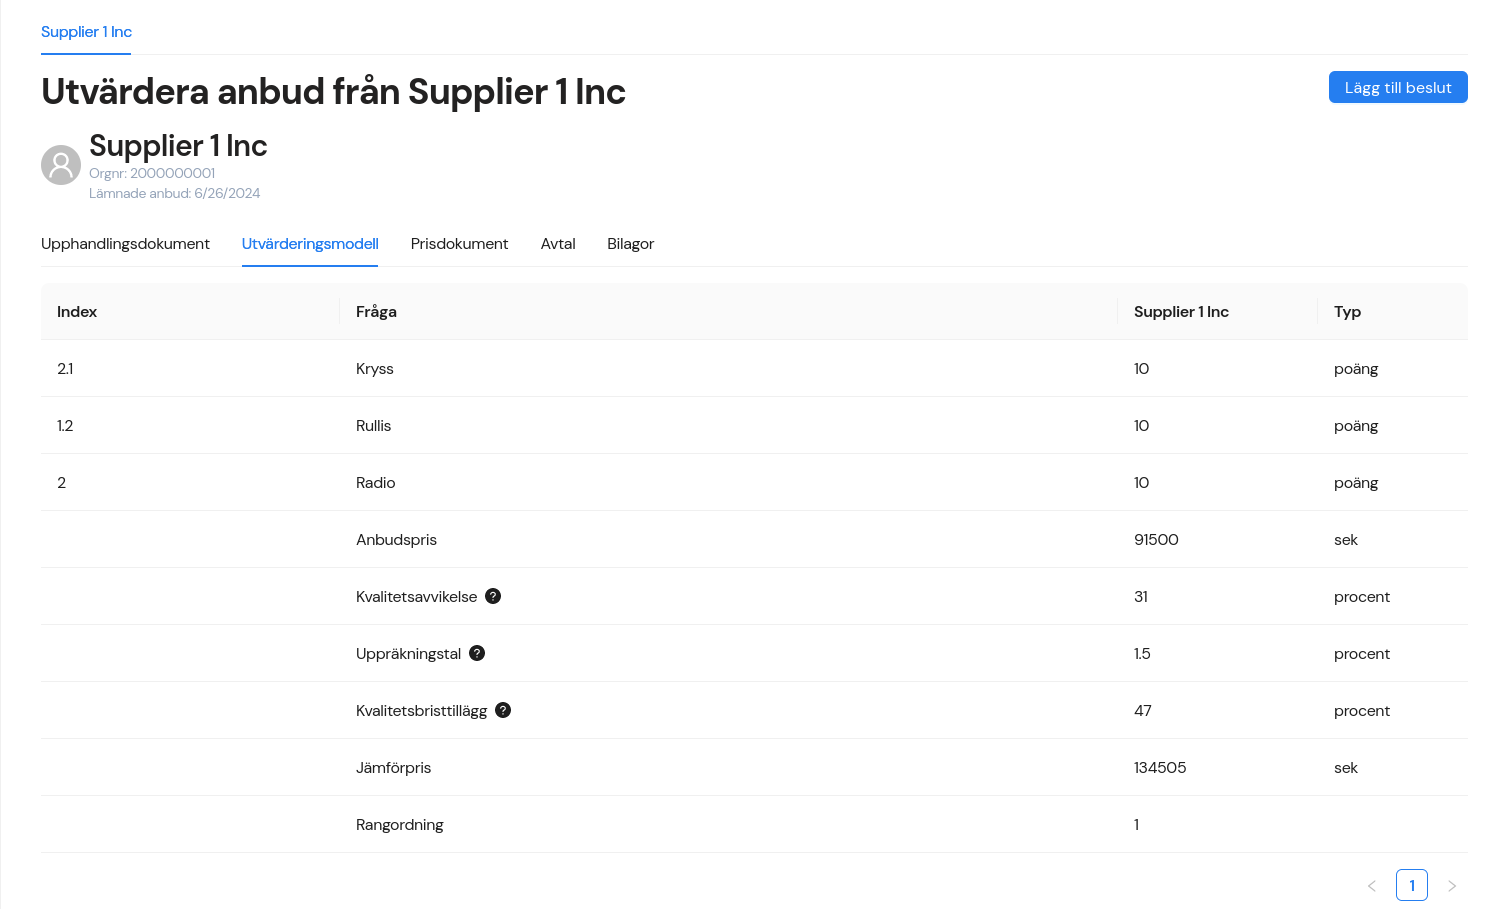 Supplier 1 Inc
Utvärdera anbud från Supplier 1 Inc
Lägg till beslut
Supplier 1 Inc
Orgnr: 2000000001
Lämnade anbud: 6/26/2024
Upphandlingsdokument Utvärderingsmodell Prisdokument Avtal Bilagor
Index Fråga Supplier 1 Inc Typ
2.1 Kryss 10 poäng
1.2 Rullis 10 poäng
2 Radio 10 poäng
Anbudspris 91500 sek
Kvalitetsavvikelse ? 31 procent
Uppräkningstal ? 1.5 procent
Kvalitetsbristtillägg ? 47 procent
Jämförpris 134505 sek
Rangordning 1
< 1 >